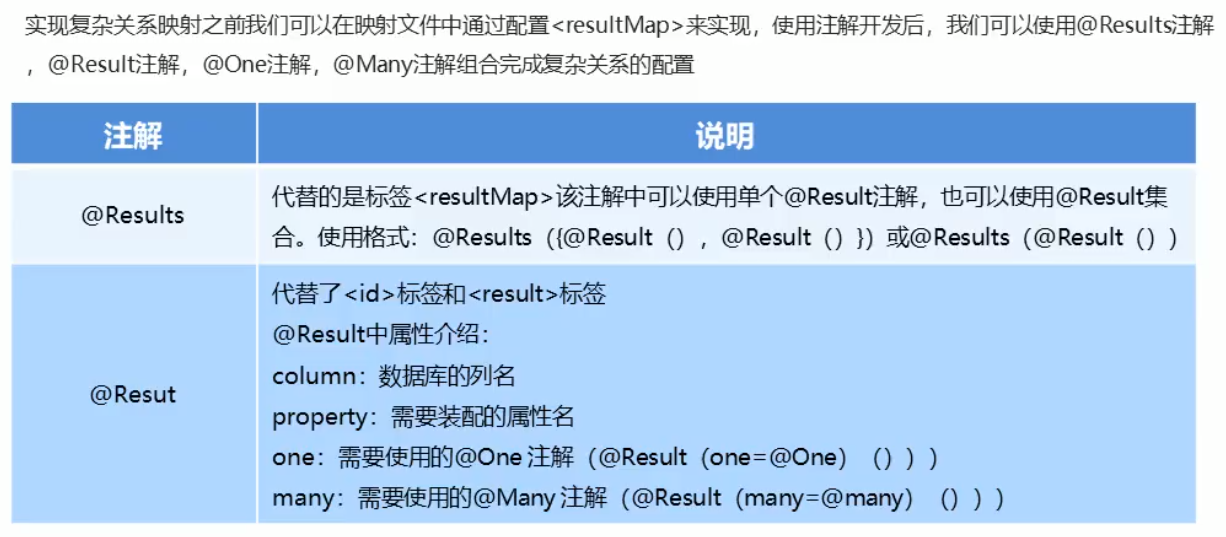 实现复杂关系映射之前我们可以在映射文件中通过配置<resultMap>来实现，使用注解开发后，我们可以使用@Results注解
，@Result注解，@One注解，@Many注解组合完成复杂关系的配置
注解
说明
@Results
代替的是标签<resultMap>该注解中可以使用单个@Result注解，也可以使用@Result集
合。使用格式：@Results（{@Result（），@Result（）}）或@Results（@Result（））
@Resut
代替了<id>标签和<result>标签
@Result中属性介绍：
column：数据库的列名
property：需要装配的属性名
one：需要使用的@One 注解（@Result（one=@One）（）））
many：需要使用的@Many 注解（@Result（many=@many）（）））